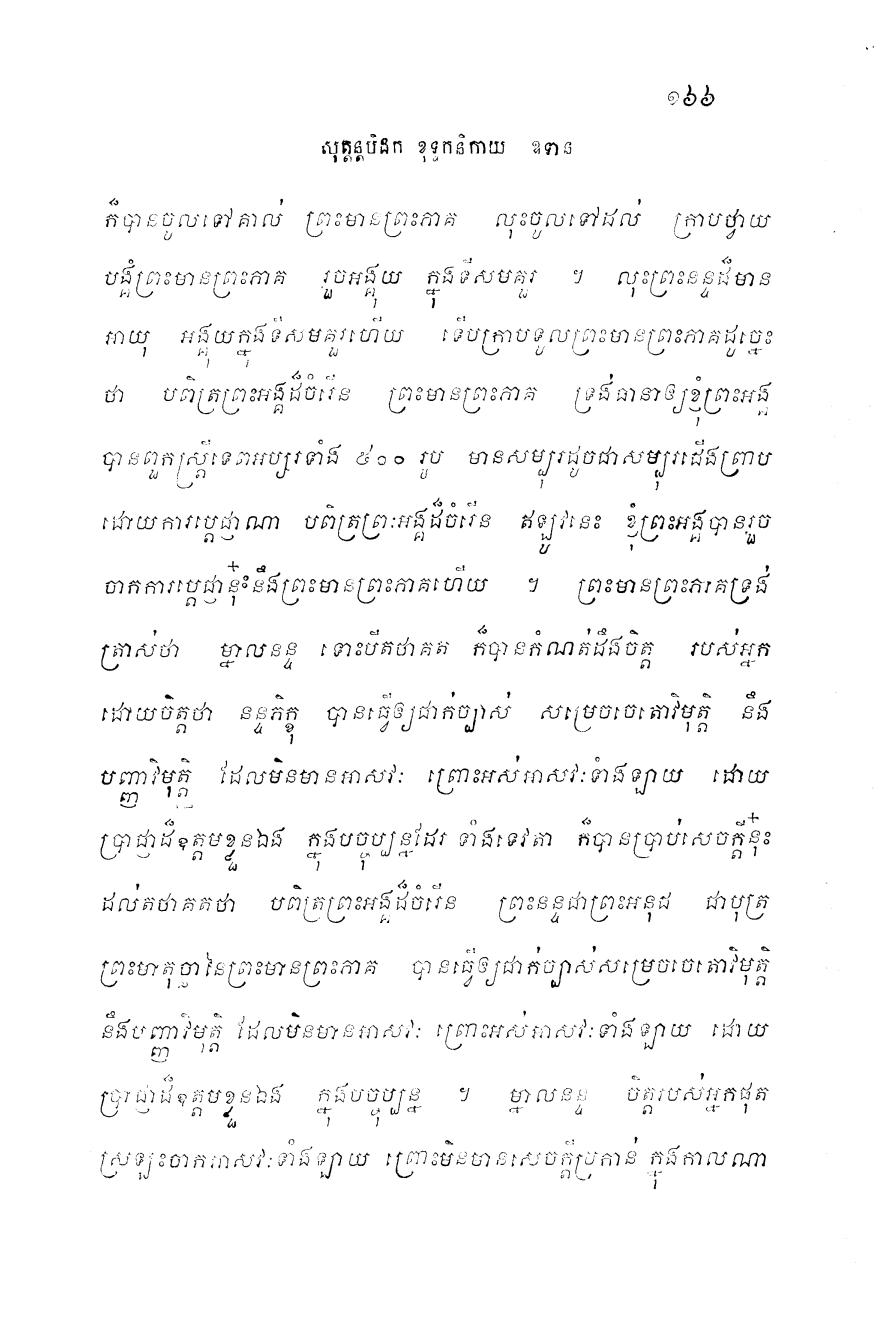 ១៦៦
សុត្តន្តបិដក ខុទ្ទកនិកាយ ឧទាន
ក៏បានចូលទៅគាល់ ព្រះមានព្រះភាគ លុះចូលទៅដល់ ក្រាបថ្វាយ
បង្គំព្រះមានព្រះភាគ រួចអង្គុយ ក្នុងទីសមគួរ ។ លុះព្រះនន្ទដ៏មាន
អាយុ អង្គុយក្នុងទីសមគួរហើយ ទើបក្រាបទូលព្រះមានព្រះភាគដូច្នេះ
ថា បពិត្រព្រះអង្គដ៏ចំរើន ព្រះមានព្រះភាគ ទ្រង់ធានាឲ្យខ្ញុំព្រះអង្គ
បានពួកស្ត្រីទេពអប្សរទាំង ៥០០ រូប មានសម្បុរដូចជាសម្បុរជើងព្រាប
ដោយការប្តេជ្ញាណា បពិត្រព្រះអង្គដ៏ចំរើន ឥឡូវនេះ ខ្ញុំព្រះអង្គបានរួច
ចាកការប្តេជ្ញានុ៎ះនឹងព្រះមានព្រះភាគហើយ ។ ព្រះមានព្រះភាគទ្រង់
ត្រាស់ថា ម្នាលនន្ទ ទោះបីតថាគត ក៏បានកំណត់ដឹងចិត្ត របស់អ្នក
ដោយចិត្តថា នន្ទភិក្ខុ បានធ្វើឲ្យជាក់ច្បាស់ សម្រេចចេតោវិមុត្តិ នឹង
បញ្ញាវិមុត្តិ ដែលមិនមានអាសវៈ ព្រោះអស់អាសវៈទាំងឡាយ ដោយ
ប្រាជ្ញាដ៏ឧត្តមខ្លួនឯង ក្នុងបច្ចុប្បន្នដែរ ទាំងទេវតា ក៏បានប្រាប់សេចក្តីនុ៎ះ
ដល់តថាគតថា បពិត្រព្រះអង្គដ៏ចំរើន ព្រះនន្ទជាព្រះអនុជ ជាបុត្រ
ព្រះមាតុច្ឆានៃព្រះមានព្រះភាគ បានធ្វើឲ្យជាក់ច្បាស់សម្រេចចេតោវិមុត្តិ
នឹងបញ្ញាវិមុត្តិ ដែលមិនមានអាសវៈ ព្រោះអស់អាសវៈទាំងឡាយ ដោយ
ប្រាជ្ញាដ៏ឧត្តមខ្លួនឯង ក្នុងបច្ចុប្បន្ន ។ ម្នាលនន្ទ ចិត្តរបស់អ្នកផុត
ស្រឡះចាកអាសវៈទាំងឡាយ ព្រោះមិនមានសេចក្តីប្រកាន់ ក្នុងកាលណា